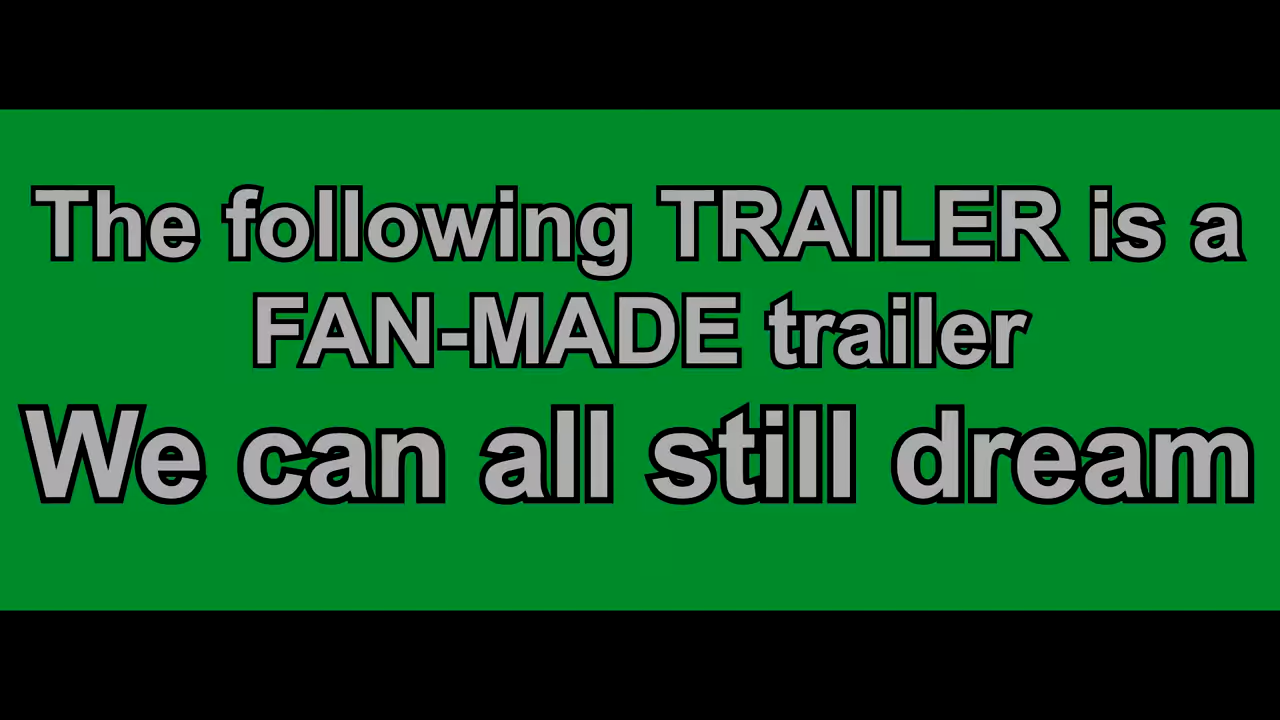 The following TRAILER is a
FAN-MADE trailer
We can all still dream